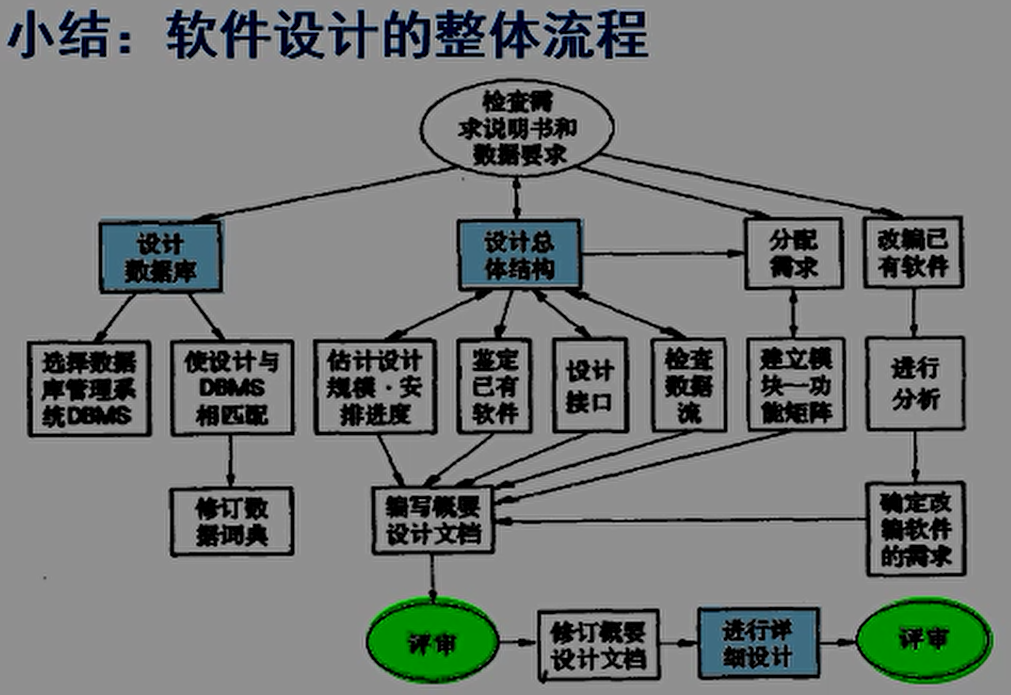 小结：软件设计的整体流程
检查需
求说明书和
数据要求
设计
数据库
设计总
体结构
分配
需求
改编已
有软件
选择数据
库管理系
统DBMS
使设计与
DBMS
相匹配
估计设计
规模·安
排进度
鉴定
已有
软件
设计
接口
检查
数据
流
建立模
块一功
能矩阵
进行
分析
修订数
据词典
编写概要
设计文档
确定改
编软件
的需求
评审
修订概要
设计文档
进行详
细设计
评审